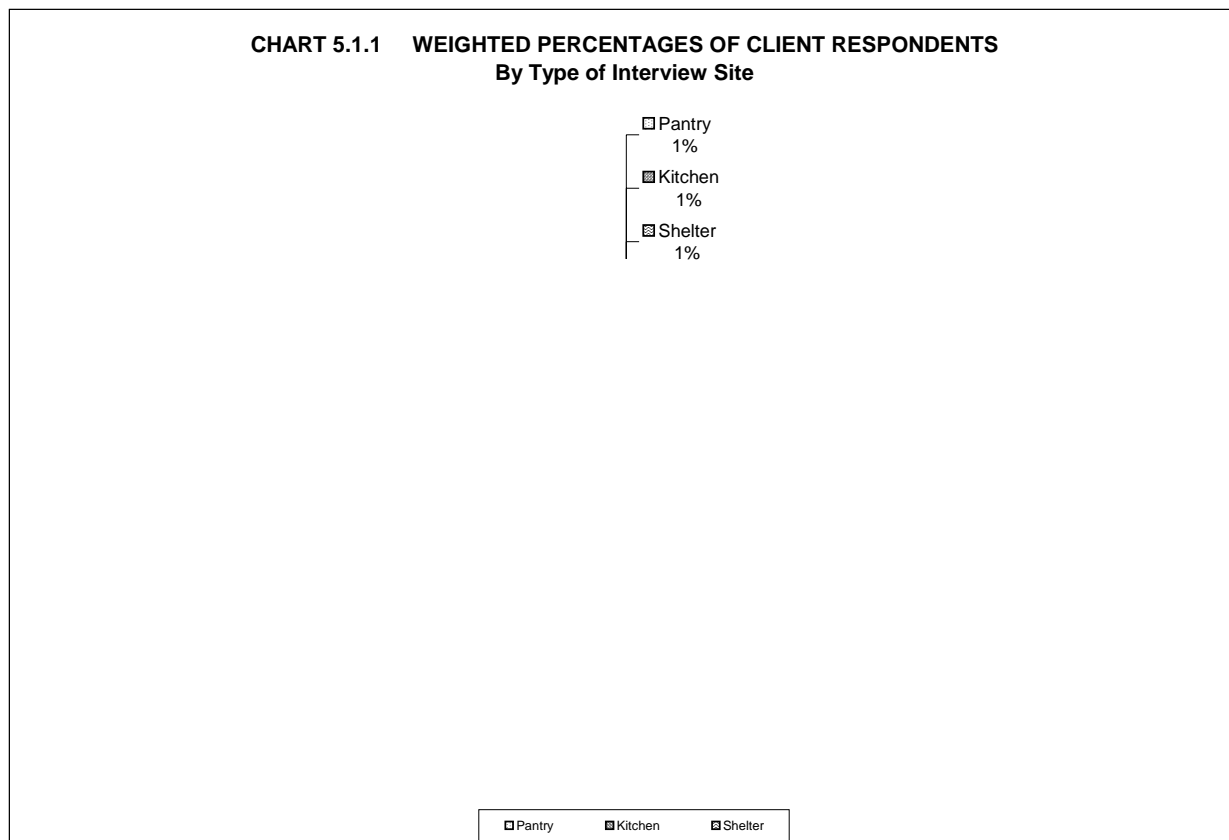 CHART 5.1.1 WEIGHTED PERCENTAGES OF CLIENT RESPONDENTS
By Type of Interview Site
Pantry
1%
Kitchen
1%
Shelter
1%
Pantry Kitchen Shelter